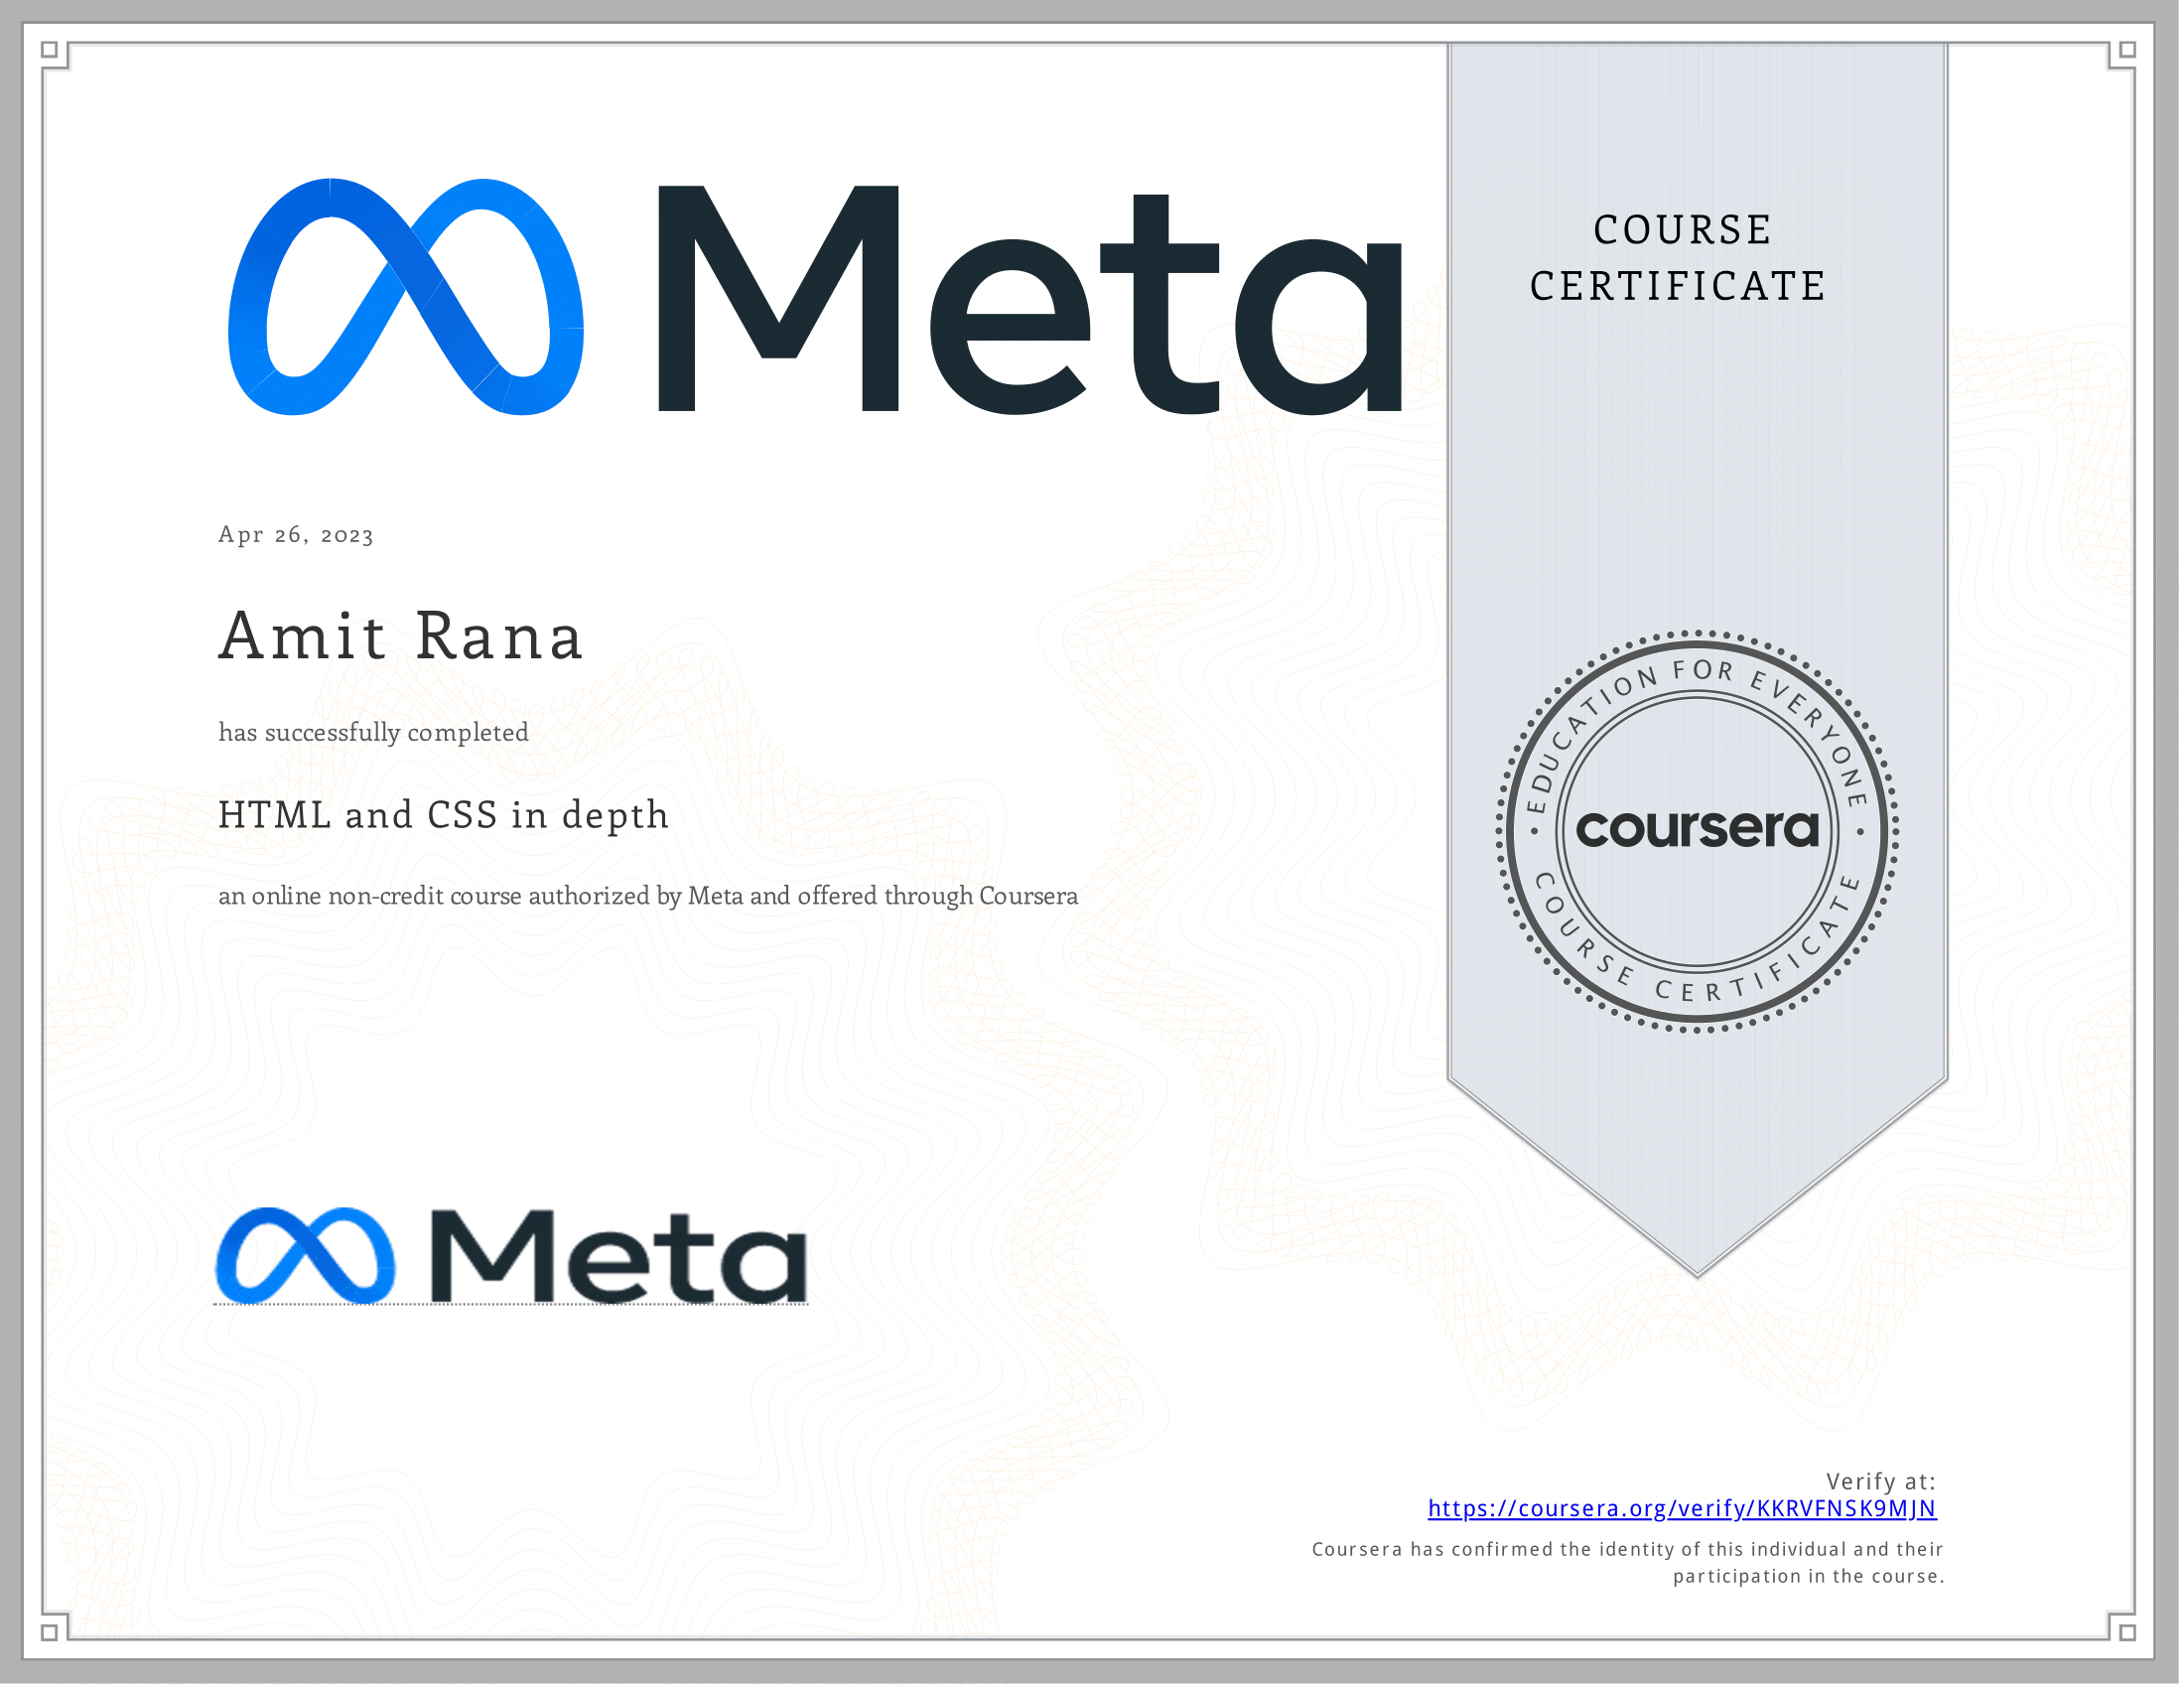 Meta
COURSE
CERTIFICATE
Apr 26, 2023
Amit Rana
has successfully completed
HTML and CSS in depth
an online non-credit course authorized by Meta and offered through Coursera
EDUCATION FOR EVERYONE
coursera
COURSE CERTIFICATE
Meta
Verify at:
https://coursera.org/verify/KKRVFNSK9MJN
Coursera has confirmed the identity of this individual and their
participation in the course.